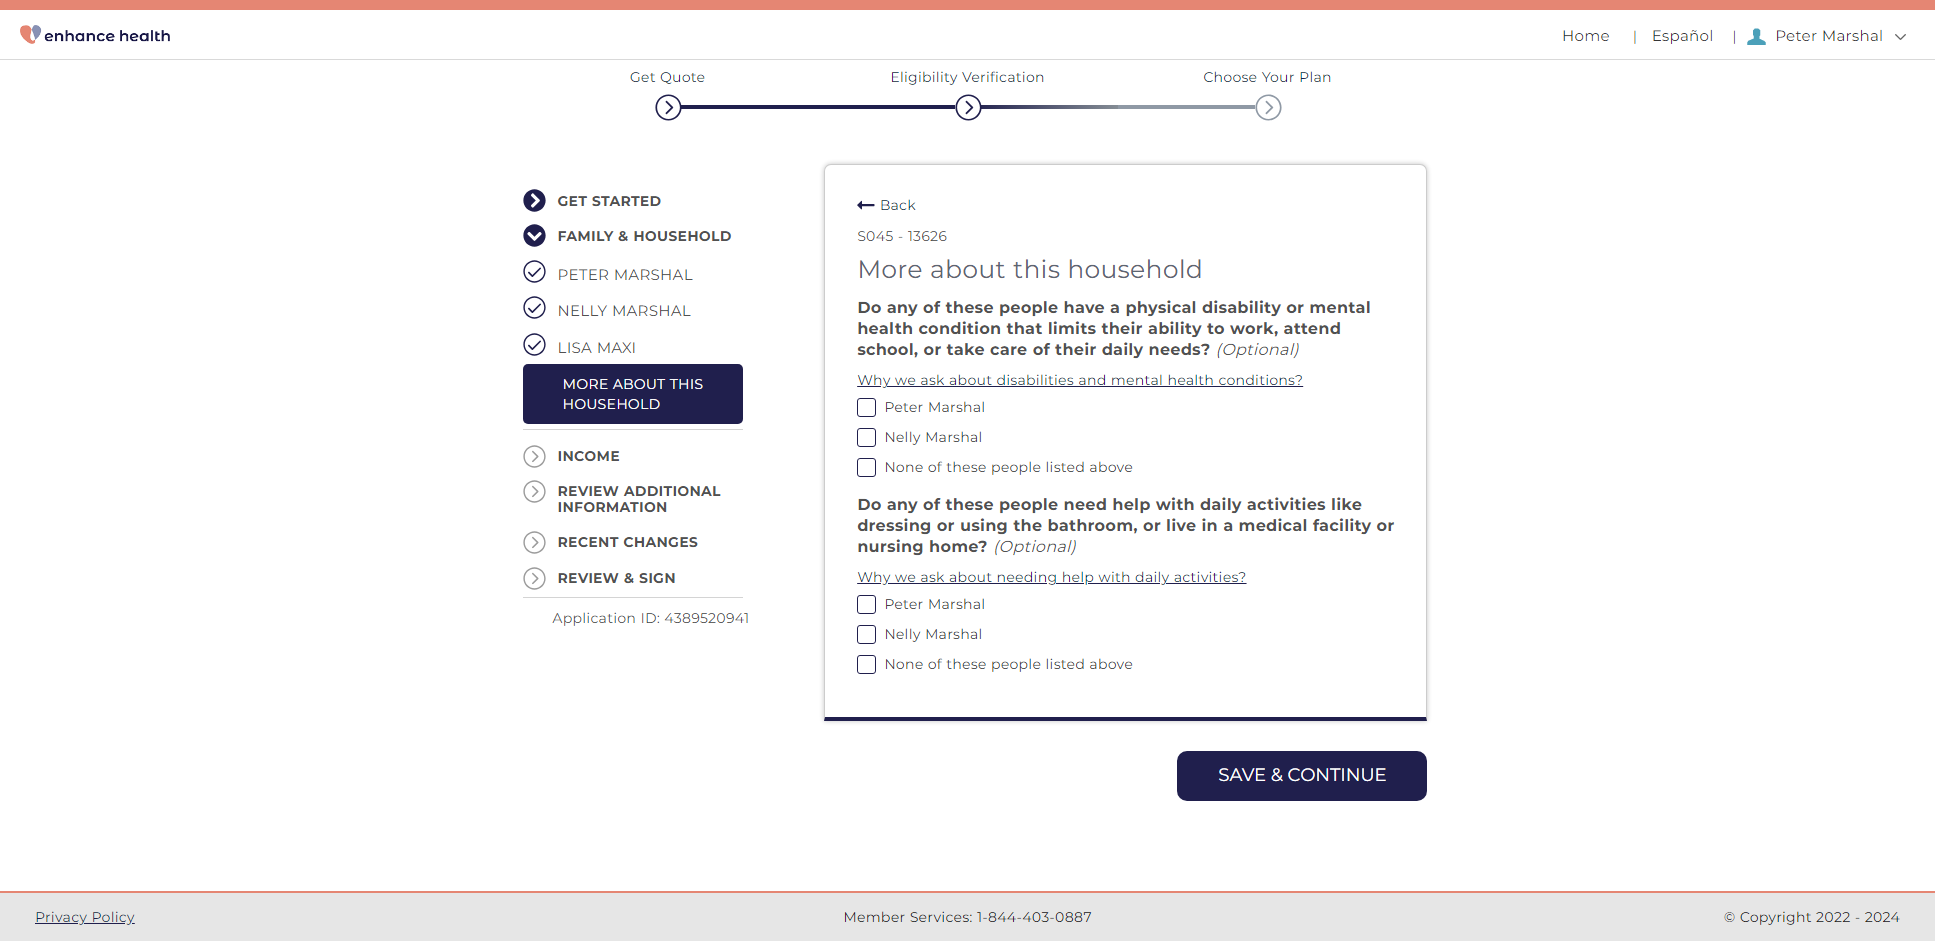 enhance health
Home | Español | Peter Marshal
Get Quote
Eligibility Verification
Choose Your Plan
GET STARTED
FAMILY & HOUSEHOLD
PETER MARSHAL
NELLY MARSHAL
LISA MAXI
MORE ABOUT THIS
HOUSEHOLD
INCOME
REVIEW ADDITIONAL
INFORMATION
RECENT CHANGES
REVIEW & SIGN
Application ID: 4389520941
Back
S045 - 13626
More about this household
Do any of these people have a physical disability or mental
health condition that limits their ability to work, attend
school, or take care of their daily needs? (Optional)
Why we ask about disabilities and mental health conditions?
Peter Marshal
Nelly Marshal
None of these people listed above
Do any of these people need help with daily activities like
dressing or using the bathroom, or live in a medical facility or
nursing home? (Optional)
Why we ask about needing help with daily activities?
Peter Marshal
Nelly Marshal
None of these people listed above
SAVE & CONTINUE
Privacy Policy
Member Services: 1-844-403-0887
© Copyright 2022 - 2024